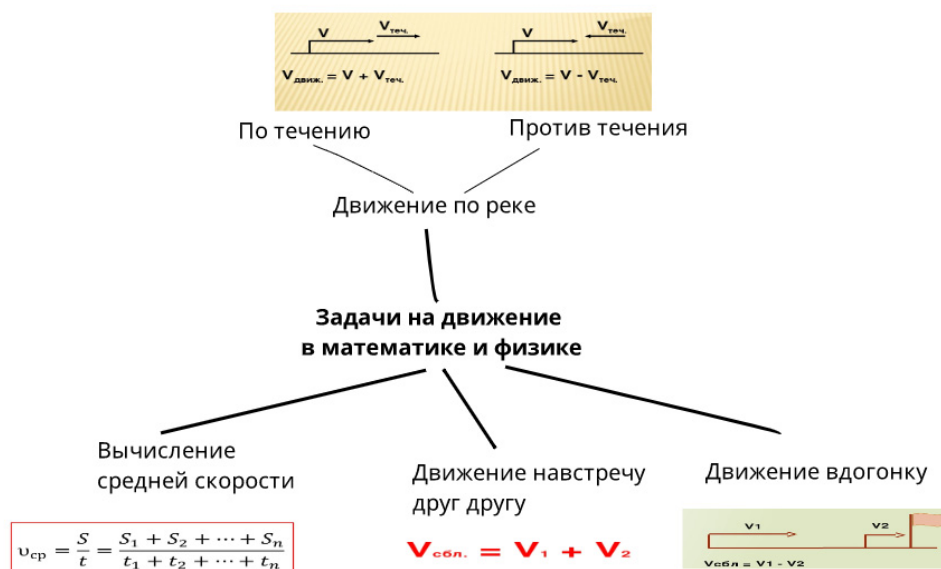 V Vтеч.
V Vтеч.
Vдвиж. = V + Vтеч.
Vдвиж. = V - Vтеч.
По течению
Против течения
Движение по реке
Задачи на движение
в математике и физике
Вычисление
средней скорости
Движение навстречу
друг другу
Движение вдогонку
υср = S/t = (S₁ + S₂ + ⋯ + Sₙ)/(t₁ + t₂ + ⋯ + tₙ)
Vсбл. = V₁ + V₂
V1 V2
Vсбл = V1 - V2